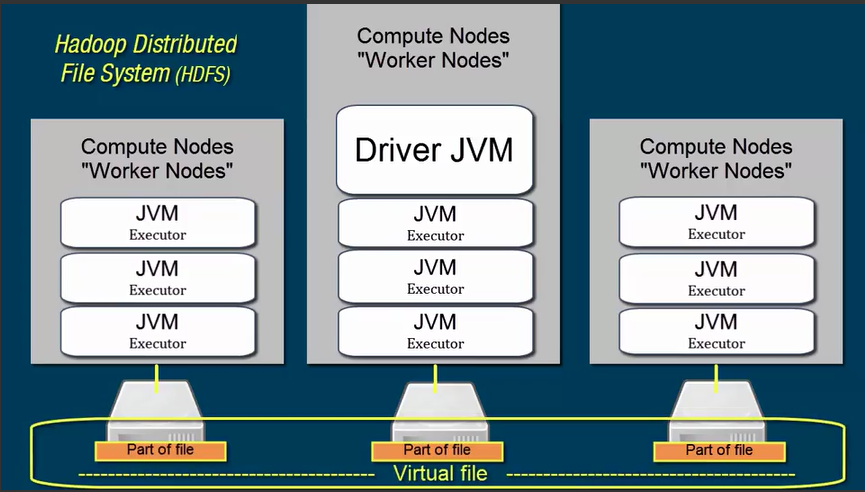 Hadoop Distributed
File System (HDFS)
Compute Nodes
"Worker Nodes"
JVM
Executor
JVM
Executor
JVM
Executor
Part of file
Compute Nodes
"Worker Nodes"
Driver JVM
JVM
Executor
JVM
Executor
JVM
Executor
Part of file
Compute Nodes
"Worker Nodes"
JVM
Executor
JVM
Executor
JVM
Executor
Part of file
Virtual file